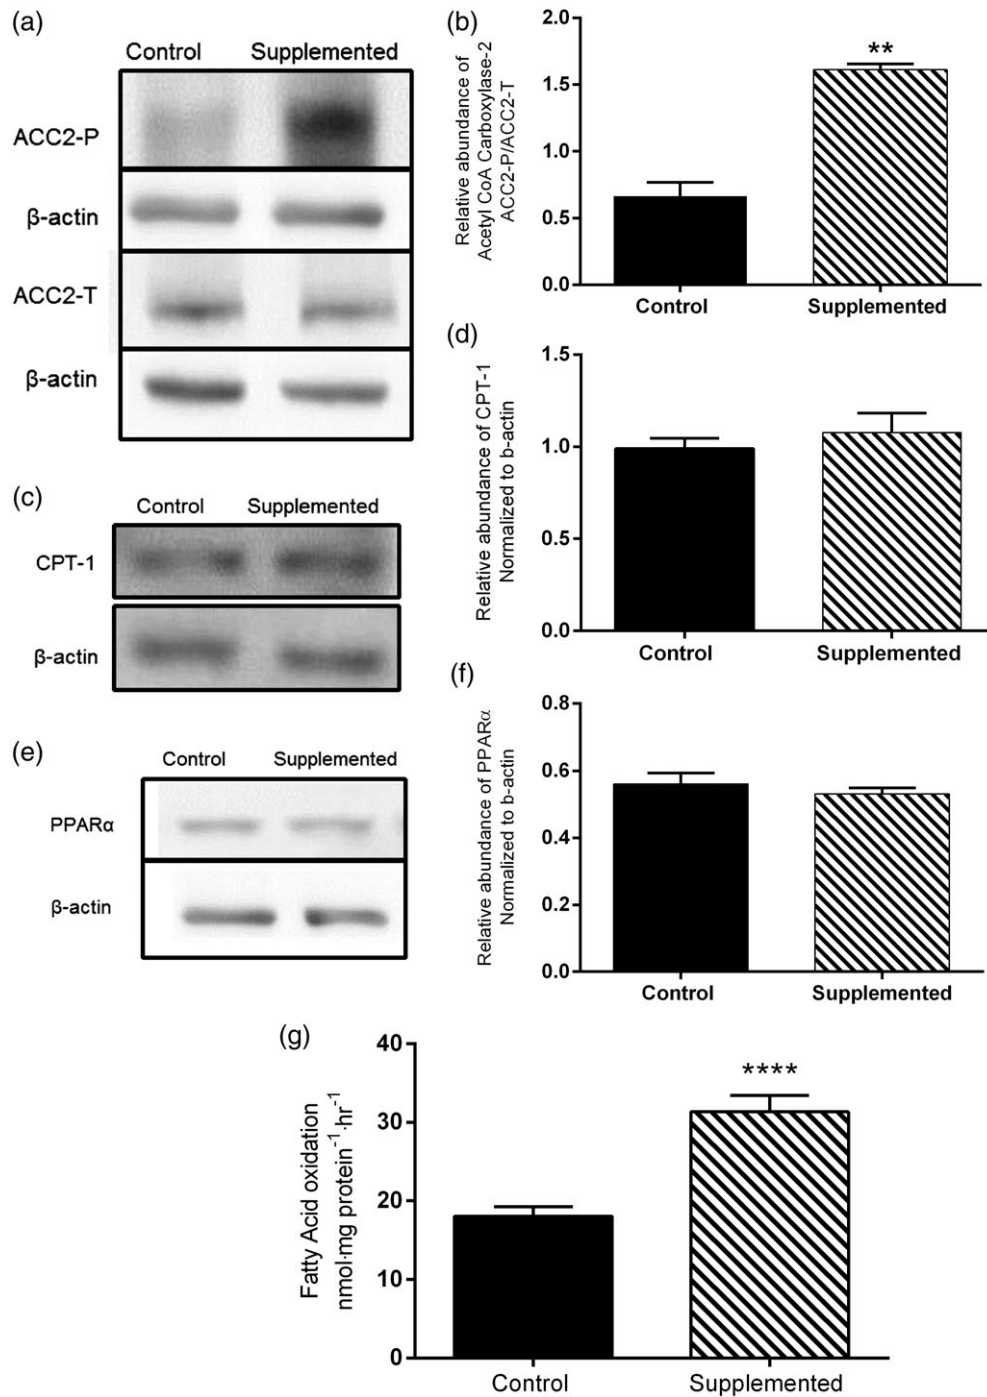 (a)
Control Supplemented
ACC2-P
β-actin
ACC2-T
β-actin
(b)
Relative abundance of
Acetyl CoA Carboxylase-2
ACC2-P/ACC2-T
2.0
1.5
1.0
0.5
0.0
**
Control Supplemented
(c)
Control Supplemented
CPT-1
β-actin
(d)
Relative abundance of CPT-1
Normalized to b-actin
1.5
1.0
0.5
0.0
Control Supplemented
(e)
Control Supplemented
PPARα
β-actin
(f)
Relative abundance of PPARα
Normalized to b-actin
0.8
0.6
0.4
0.2
0.0
Control Supplemented
(g)
Fatty Acid oxidation
nmol·mg protein⁻¹·hr⁻¹
40
30
20
10
0
****
Control Supplemented